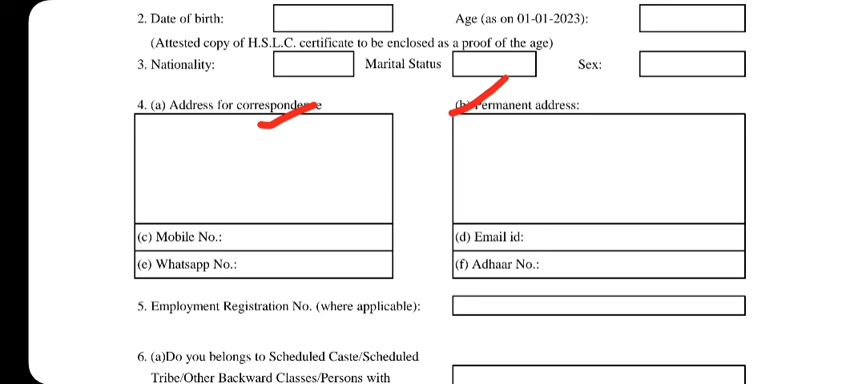 2. Date of birth: Age (as on 01-01-2023):
(Attested copy of H.S.L.C. certificate to be enclosed as a proof of the age)
3. Nationality: Marital Status Sex:
4. (a) Address for correspondence (b) Permanent address:
(c) Mobile No.: (d) Email id:
(e) Whatsapp No.: (f) Adhaar No.:
5. Employment Registration No. (where applicable):
6. (a)Do you belongs to Scheduled Caste/Scheduled
Tribe/Other Backward Classes/Persons with